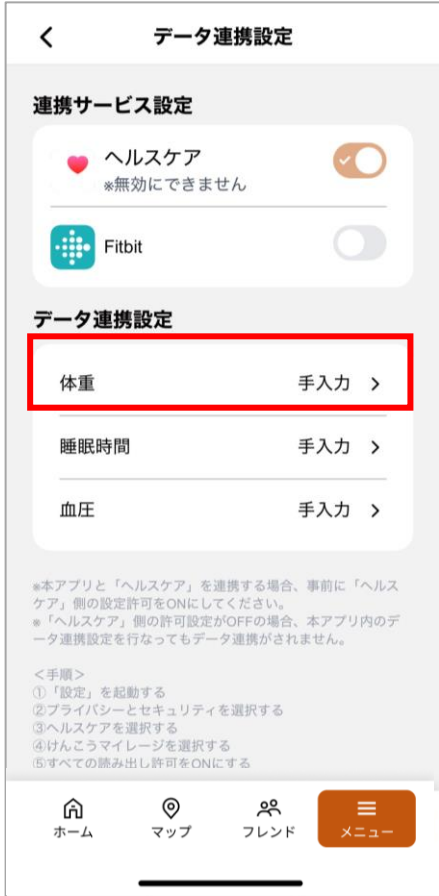 データ連携設定
連携サービス設定
ヘルスケア
※無効にできません
Fitbit
データ連携設定
体重 手入力
睡眠時間 手入力
血圧 手入力
※本アプリと「ヘルスケア」を連携する場合、事前に「ヘルス
ケア」側の設定許可をONにしてください。
※「ヘルスケア」側の許可設定がOFFの場合、本アプリ内のデ
ータ連携設定を行なってもデータ連携がされません。
<手順>
①「設定」を起動する
②プライバシーとセキュリティを選択する
③ヘルスケアを選択する
④けんこうマイレージを選択する
⑤すべての読み出し許可をONにする
ホーム マップ フレンド メニュー